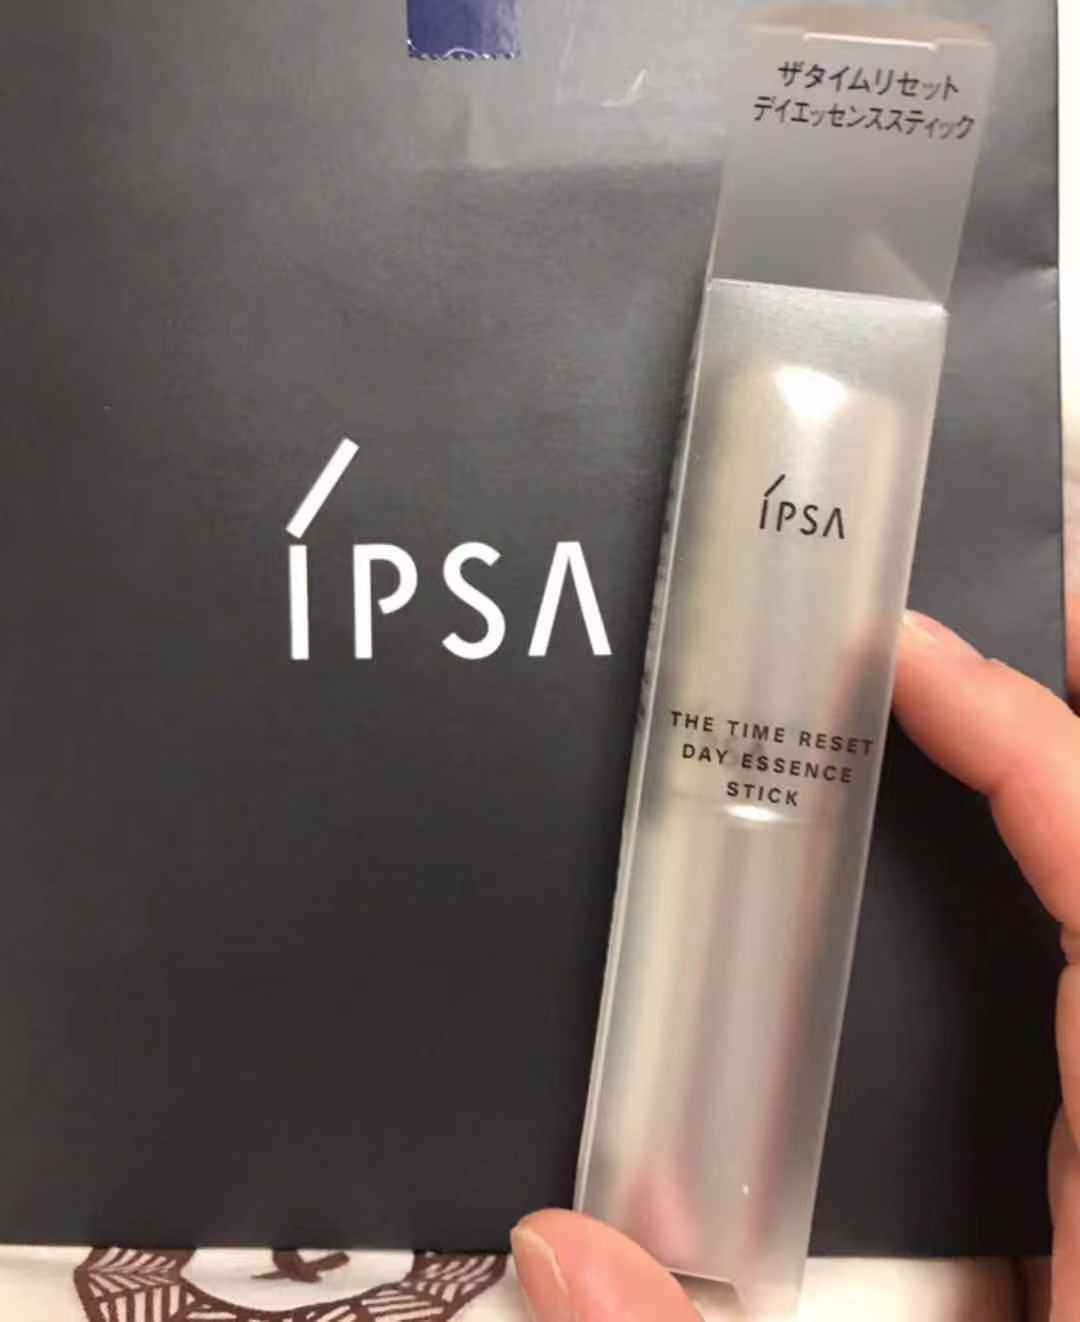 ザタイムリセット
デイエッセンススティック
ÍPSA
ÍPSA
THE TIME RESET
DAY ESSENCE
STICK